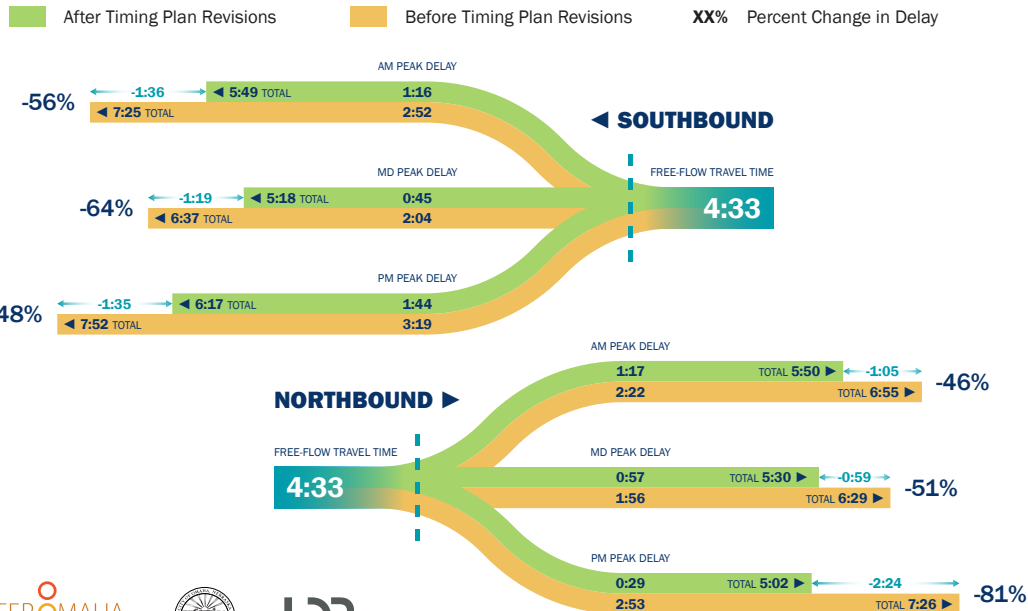 After Timing Plan Revisions Before Timing Plan Revisions XX% Percent Change in Delay
AM PEAK DELAY
-56% -1:36 ◄ 5:49 TOTAL 1:16
◄ 7:25 TOTAL 2:52
◄ SOUTHBOUND
FREE-FLOW TRAVEL TIME
4:33
MD PEAK DELAY
-64% -1:19 ◄ 5:18 TOTAL 0:45
◄ 6:37 TOTAL 2:04
PM PEAK DELAY
48% -1:35 ◄ 6:17 TOTAL 1:44
◄ 7:52 TOTAL 3:19
NORTHBOUND ►
FREE-FLOW TRAVEL TIME
4:33
AM PEAK DELAY
1:17 TOTAL 5:50 ► -1:05 -46%
2:22 TOTAL 6:55 ►
MD PEAK DELAY
0:57 TOTAL 5:30 ► -0:59 -51%
1:56 TOTAL 6:29 ►
PM PEAK DELAY
0:29 TOTAL 5:02 ► -2:24 -81%
2:53 TOTAL 7:26 ►